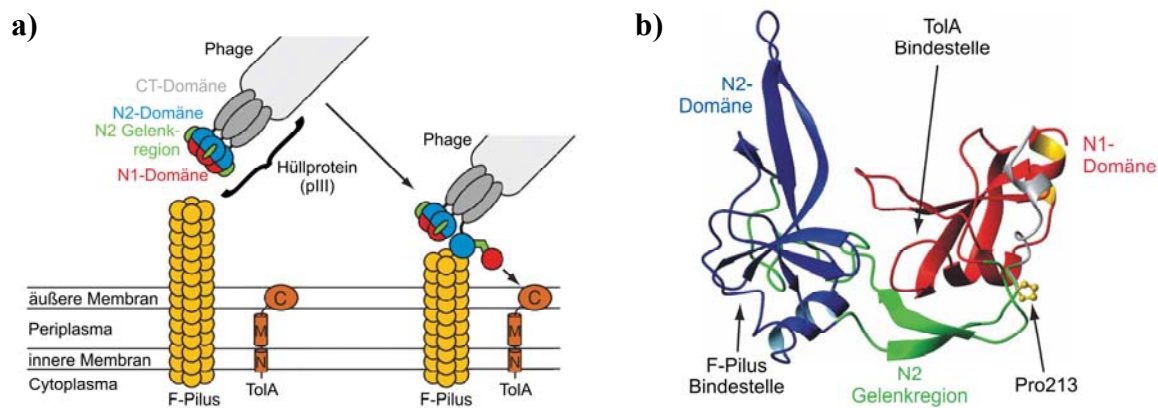 a)
Phage
CT-Domäne
N2-Domäne
N2 Gelenk-
region
N1-Domäne
Hüllprotein
(pIII)
Phage
äußere Membran
Periplasma
innere Membran
Cytoplasma
C
M
N
F-Pilus
TolA
C
M
N
F-Pilus
TolA
b)
TolA
Bindestelle
N2-
Domäne
N1-
Domäne
F-Pilus
Bindestelle
N2
Gelenkregion
Pro213